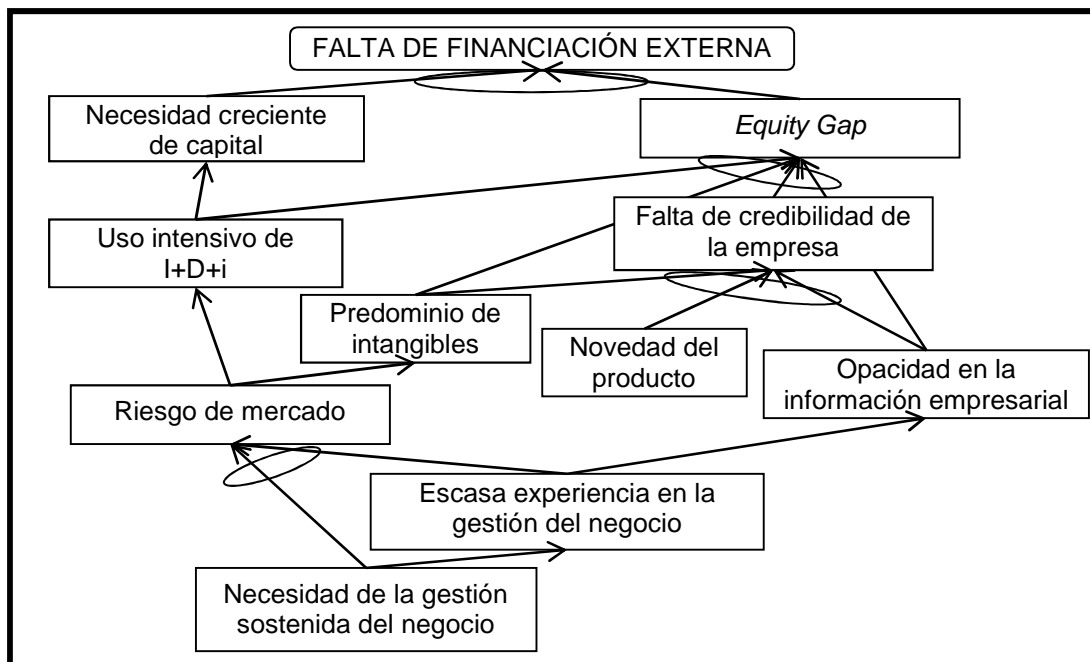 FALTA DE FINANCIACIÓN EXTERNA
Necesidad creciente
de capital
Equity Gap
Uso intensivo de
I+D+i
Falta de credibilidad de
la empresa
Predominio de
intangibles
Novedad del
producto
Opacidad en la
información empresarial
Riesgo de mercado
Escasa experiencia en la
gestión del negocio
Necesidad de la gestión
sostenida del negocio